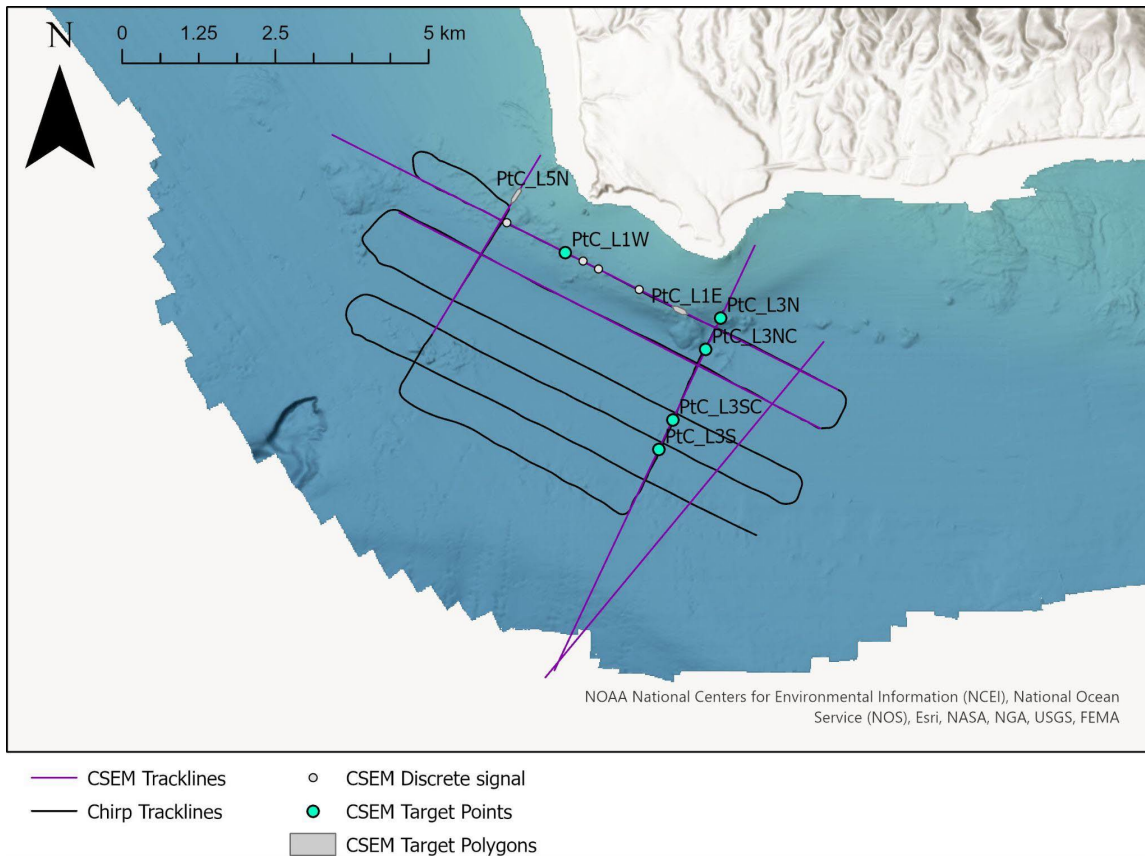 N
0 1.25 2.5 5 km
PtC_L5N
PtC_L1W
PtC_L1E
PtC_L3N
PtC_L3NC
PtC_L3SC
PtC_L3S
NOAA National Centers for Environmental Information (NCEI), National Ocean
Service (NOS), Esri, NASA, NGA, USGS, FEMA
CSEM Tracklines
Chirp Tracklines
CSEM Discrete signal
CSEM Target Points
CSEM Target Polygons